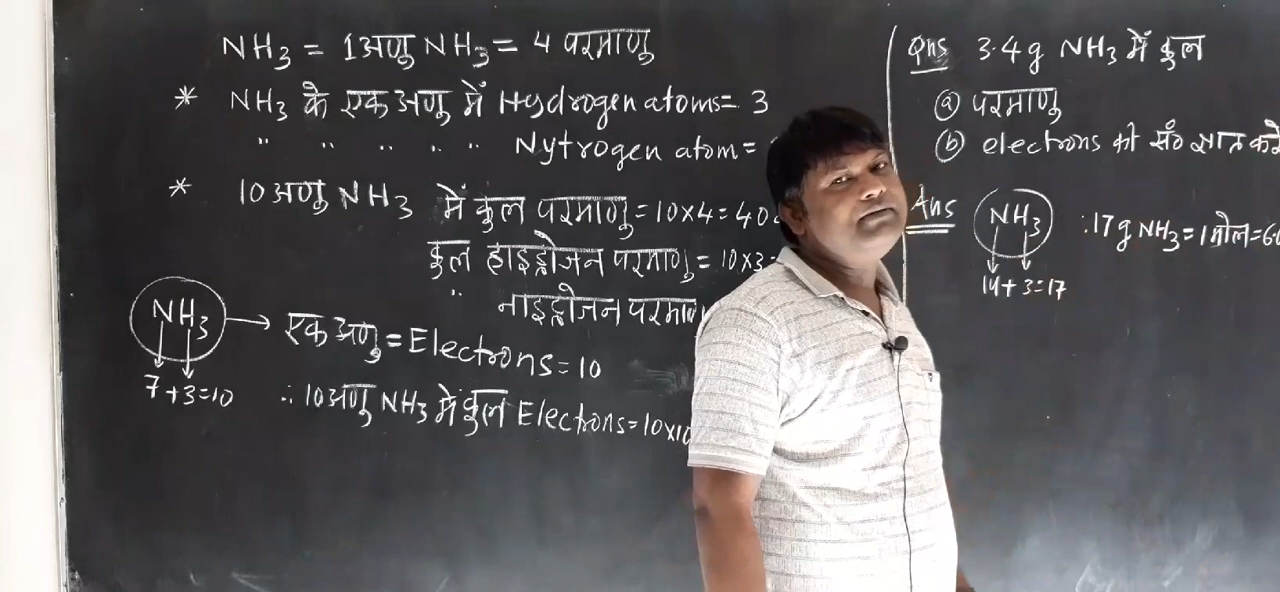 NH3 = 1अणु NH3 = 4 परमाणु
* NH3 के एक अणु में Hydrogen atoms = 3
" " " " " Nytrogen atom =
* 10 अणु NH3 में कुल परमाणु = 10×4 = 40
कुल हाइड्रोजन परमाणु = 10×3 =
" नाइट्रोजन परमाणु
NH3 → एक अणु = Electrons = 10
7+3=10
∴ 10 अणु NH3 में कुल Electrons = 10×10
Qns 3.4g NH3 में कुल
(a) परमाणु
(b) electrons की सं० ज्ञात करें
Ans NH3 ∴ 17g NH3 = 1 मोल = 6
14+3=17